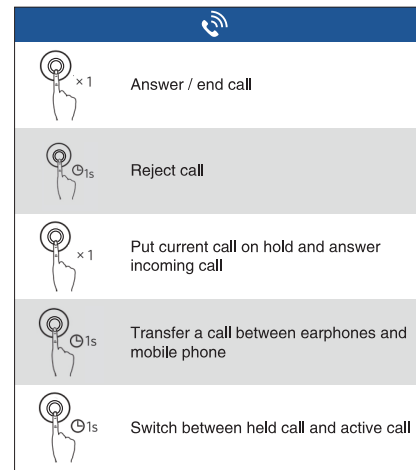 × 1
Answer / end call
1s
Reject call
× 1
Put current call on hold and answer
incoming call
1s
Transfer a call between earphones and
mobile phone
1s
Switch between held call and active call